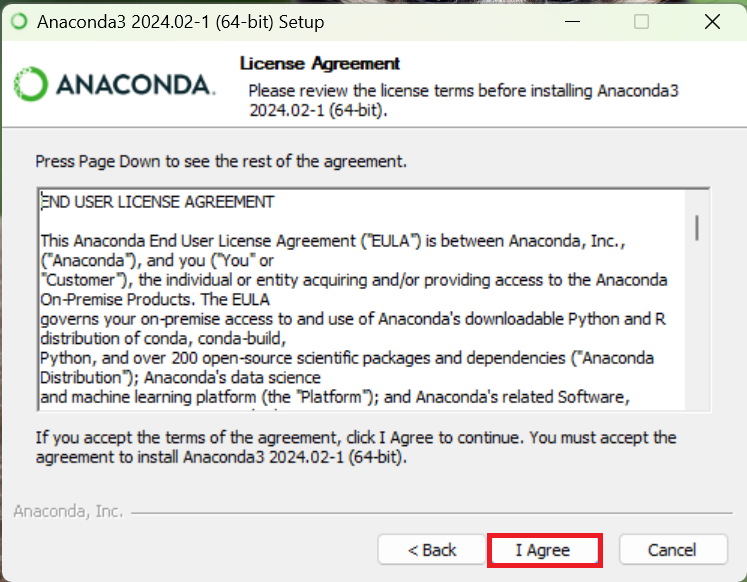 Anaconda3 2024.02-1 (64-bit) Setup
ANACONDA.
License Agreement
Please review the license terms before installing Anaconda3
2024.02-1 (64-bit).
Press Page Down to see the rest of the agreement.
END USER LICENSE AGREEMENT
This Anaconda End User License Agreement ("EULA") is between Anaconda, Inc.,
("Anaconda"), and you ("You" or
"Customer"), the individual or entity acquiring and/or providing access to the Anaconda
On-Premise Products. The EULA
governs your on-premise access to and use of Anaconda's downloadable Python and R
distribution of conda, conda-build,
Python, and over 200 open-source scientific packages and dependencies ("Anaconda
Distribution"); Anaconda's data science
and machine learning platform (the "Platform"); and Anaconda's related Software,
If you accept the terms of the agreement, click I Agree to continue. You must accept the
agreement to install Anaconda3 2024.02-1 (64-bit).
Anaconda, Inc.
< Back
I Agree
Cancel